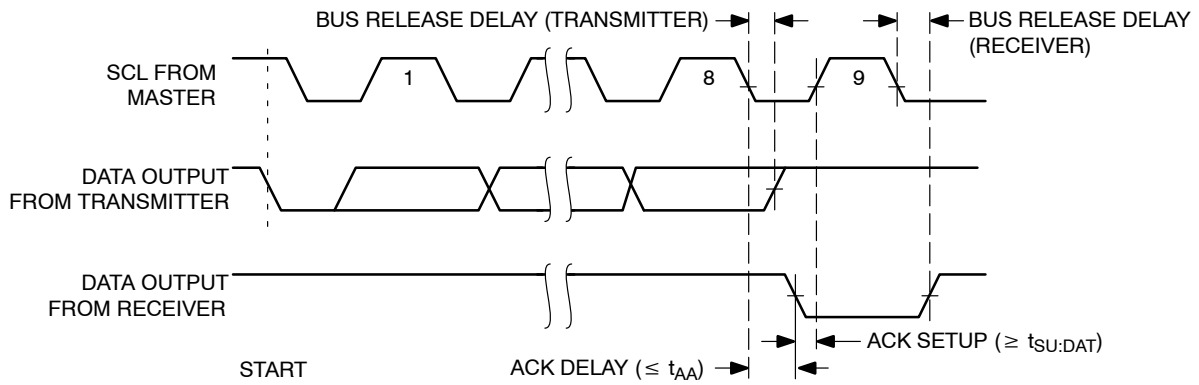 BUS RELEASE DELAY (TRANSMITTER)
BUS RELEASE DELAY
(RECEIVER)
SCL FROM
MASTER
1
8
9
DATA OUTPUT
FROM TRANSMITTER
DATA OUTPUT
FROM RECEIVER
START
ACK DELAY (≤ tAA)
ACK SETUP (≥ tSU:DAT)